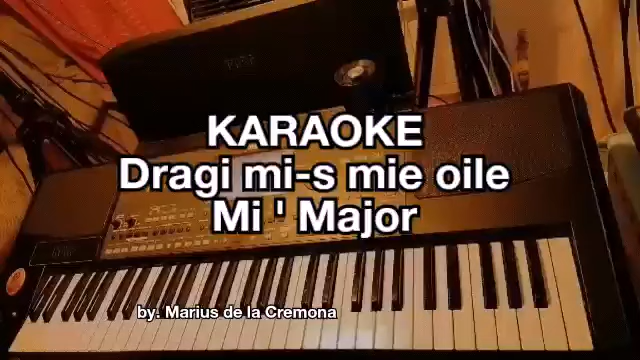 KARAOKE
Dragi mi-s mie oile
Mi ' Major
by. Marius de la Cremona